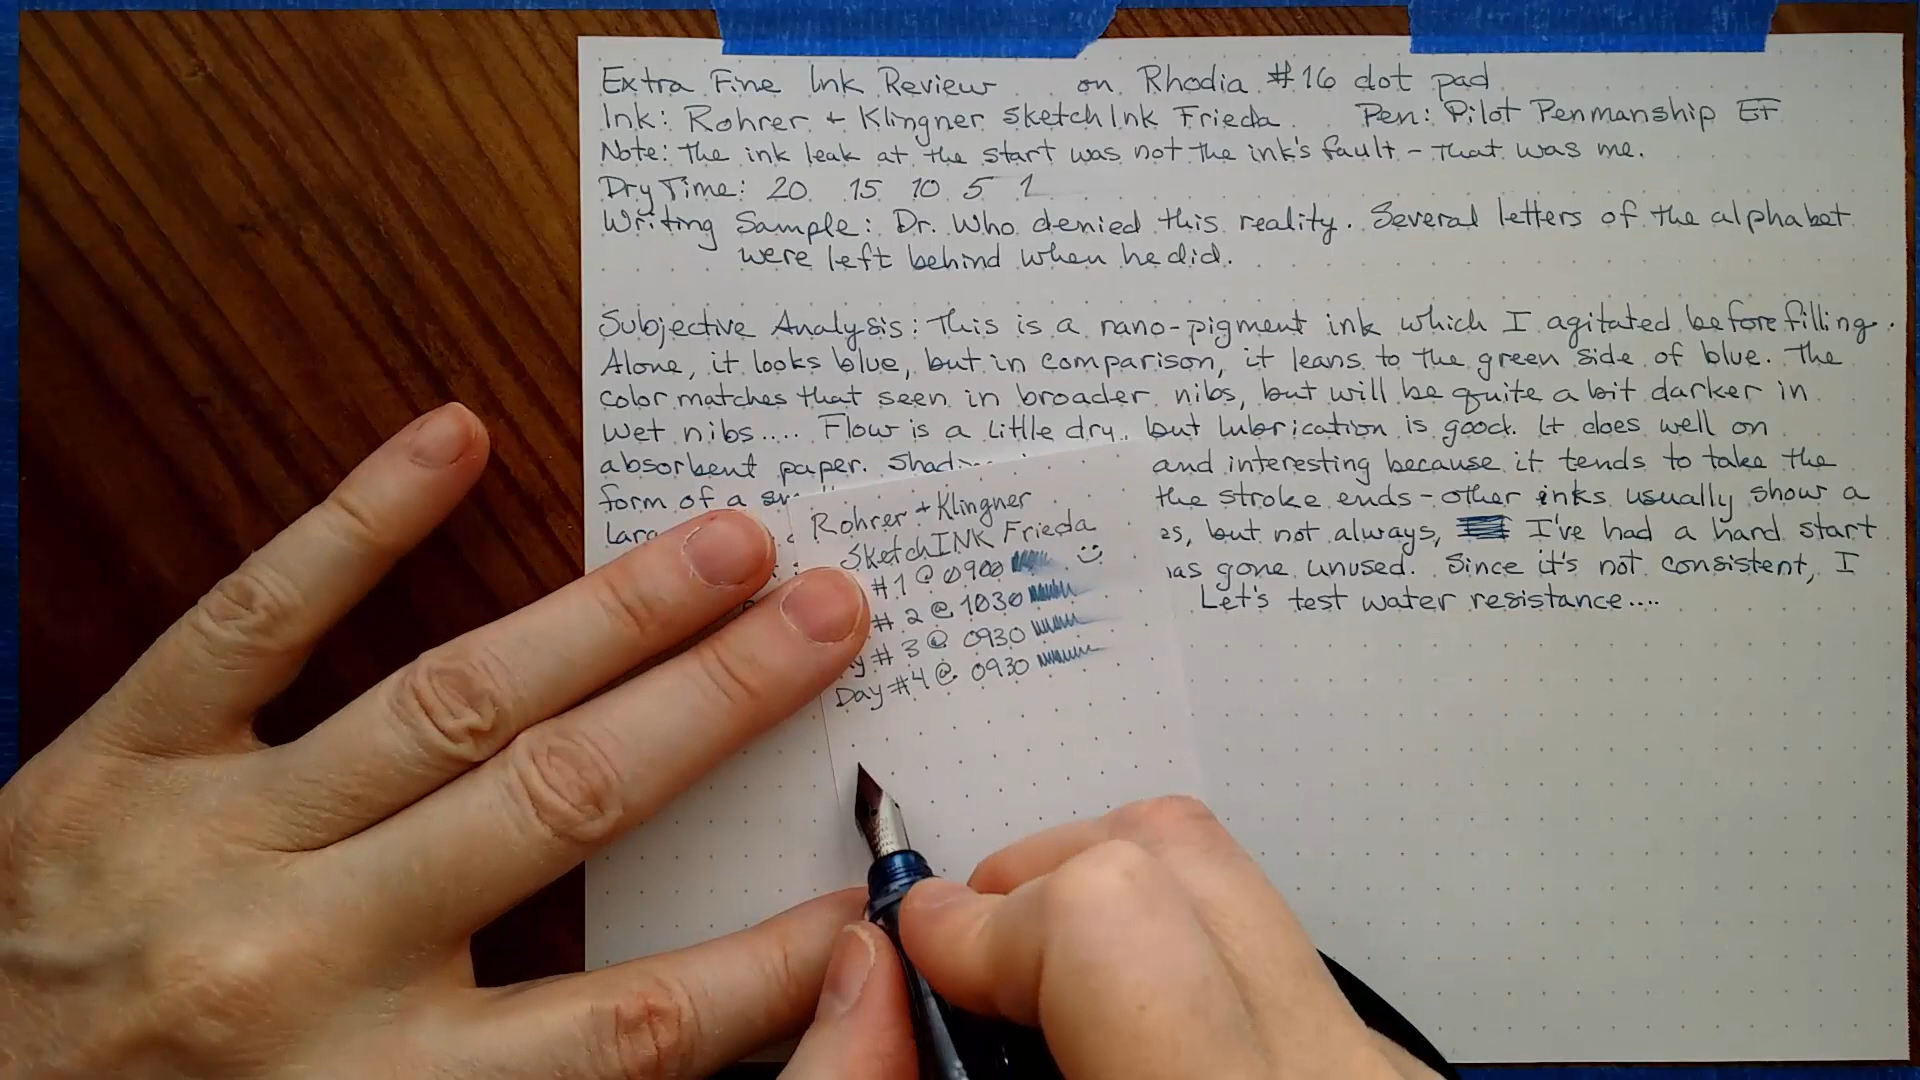 Extra Fine Ink Review on Rhodia #16 dot pad
Ink: Rohrer + Klingner SketchInk Frieda Pen: Pilot Penmanship EF
Note: The ink leak at the start was not the ink's fault - that was me.
Dry Time: 20 15 10 5 1
Writing Sample: Dr. Who denied this reality. Several letters of the alphabet
were left behind when he did.
Subjective Analysis: This is a nano-pigment ink which I agitated before filling.
Alone, it looks blue, but in comparison, it leans to the green side of blue. The
color matches that seen in broader nibs, but will be quite a bit darker in
wet nibs.... Flow is a little dry, but lubrication is good. It does well on
absorbent paper. and interesting because it tends to take the
form of a the stroke ends - other inks usually show a
but not always, I've had a hard start
gone unused. Since it's not consistent, I
Let's test water resistance....
Rohrer + Klingner
SketchINK Frieda
#1 @ 0900 :)
#2 @ 1030
#3 @ 0930
Day #4 @ 0930